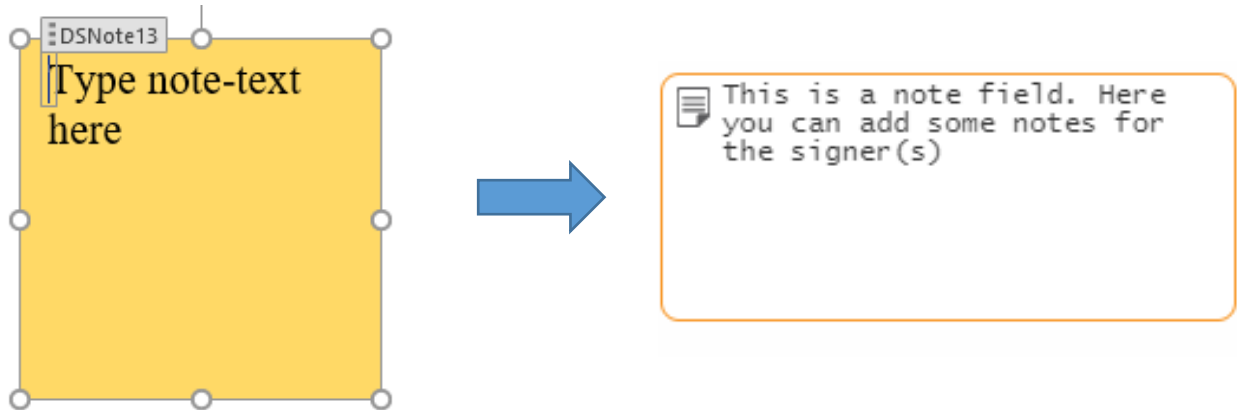 DSNote13
Type note-text
here
This is a note field. Here
you can add some notes for
the signer(s)